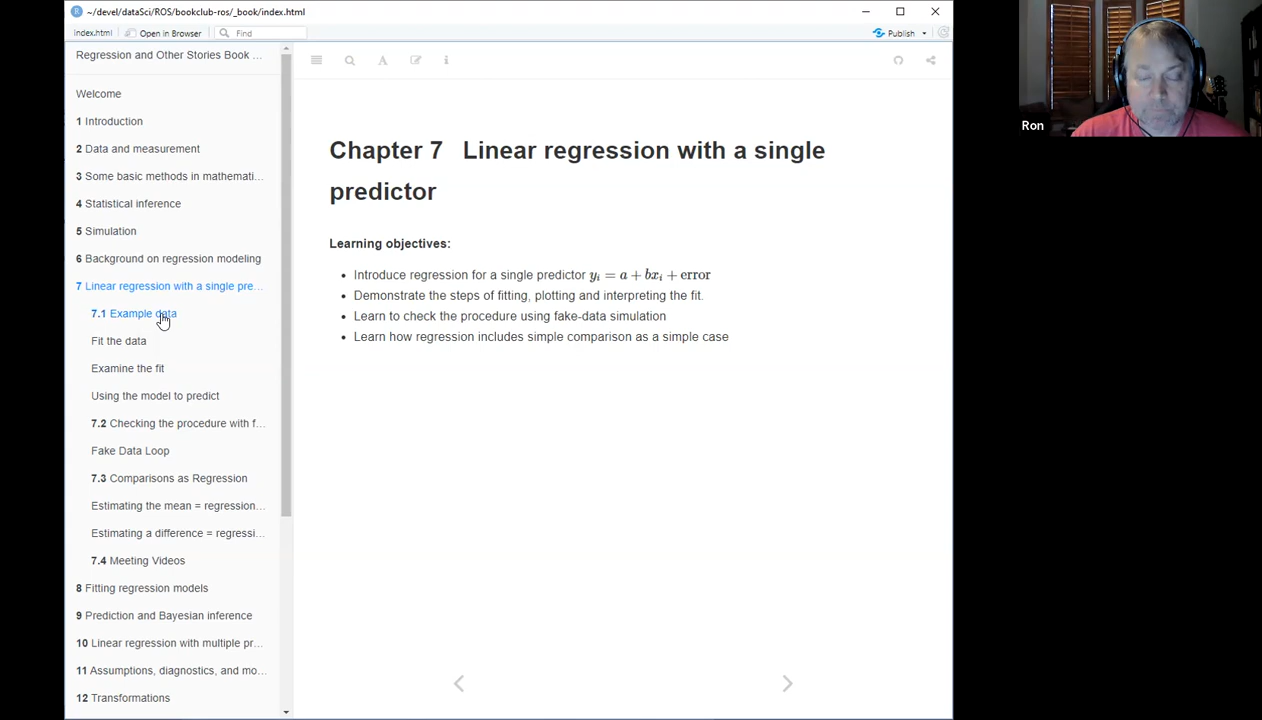 ~/devel/dataSci/ROS/bookclub-ros/_book/index.html
index.html Open in Browser Find Publish
Regression and Other Stories Book ...
Welcome
1 Introduction
2 Data and measurement
3 Some basic methods in mathemati...
4 Statistical inference
5 Simulation
6 Background on regression modeling
7 Linear regression with a single pre...
7.1 Example data
Fit the data
Examine the fit
Using the model to predict
7.2 Checking the procedure with f...
Fake Data Loop
7.3 Comparisons as Regression
Estimating the mean = regression...
Estimating a difference = regressi...
7.4 Meeting Videos
8 Fitting regression models
9 Prediction and Bayesian inference
10 Linear regression with multiple pr...
11 Assumptions, diagnostics, and mo...
12 Transformations
Chapter 7 Linear regression with a single
predictor
Learning objectives:
• Introduce regression for a single predictor yᵢ = a + bxᵢ + error
• Demonstrate the steps of fitting, plotting and interpreting the fit.
• Learn to check the procedure using fake-data simulation
• Learn how regression includes simple comparison as a simple case
Ron